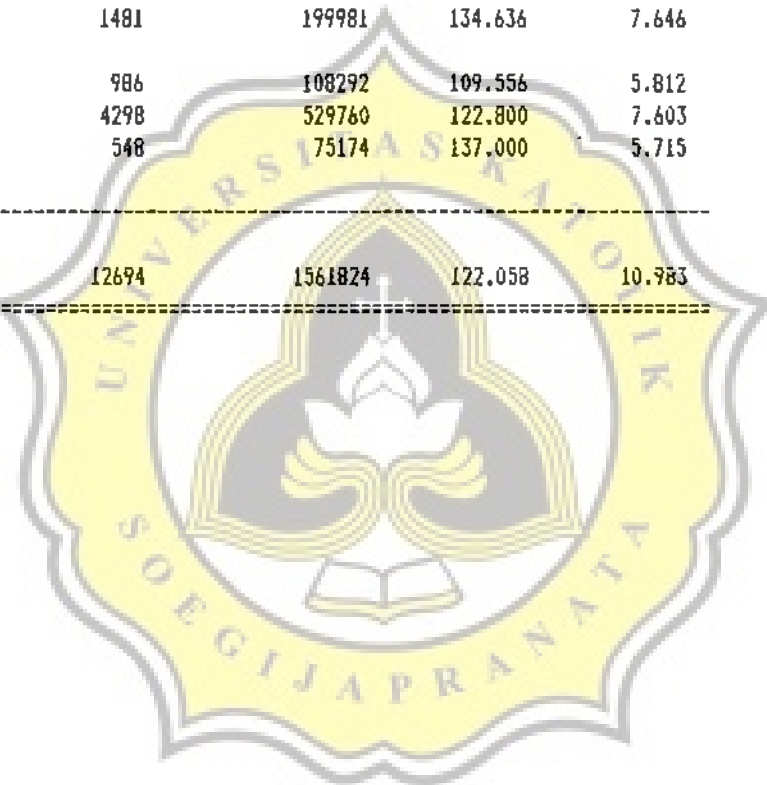 1481 199981 134.636 7.646
986 108292 109.556 5.812
4298 529760 122.800 7.603
548 75174 137.000 5.715
12694 1561824 122.058 10.983
UNIVERSITAS KATOLIK
SOEGIJAPRANATA